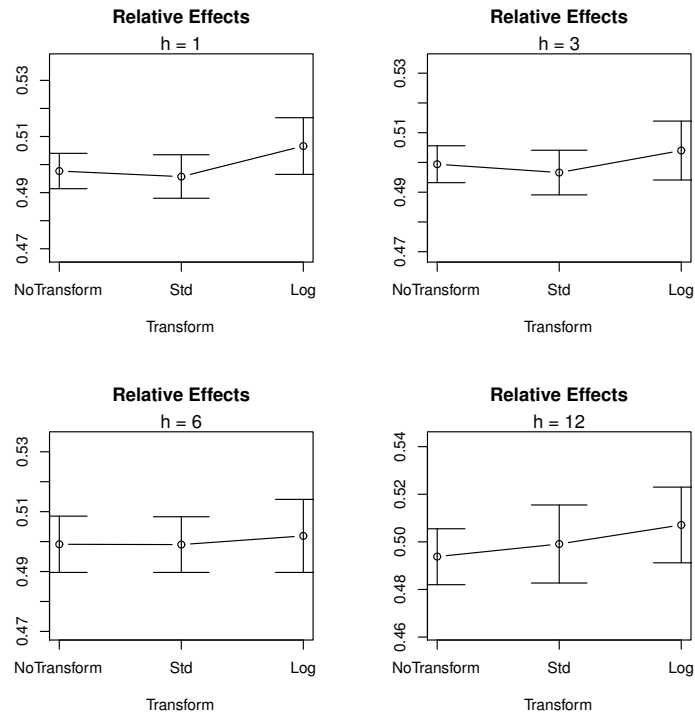 Relative Effects
h = 1
0.53
0.51
0.49
0.47
NoTransform Std Log
Transform
Relative Effects
h = 3
0.53
0.51
0.49
0.47
NoTransform Std Log
Transform
Relative Effects
h = 6
0.53
0.51
0.49
0.47
NoTransform Std Log
Transform
Relative Effects
h = 12
0.54
0.52
0.50
0.48
0.46
NoTransform Std Log
Transform